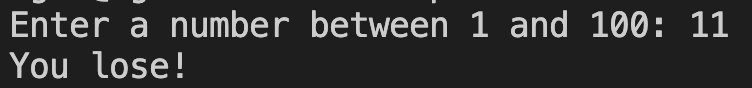 Enter a number between 1 and 100: 11
You lose!